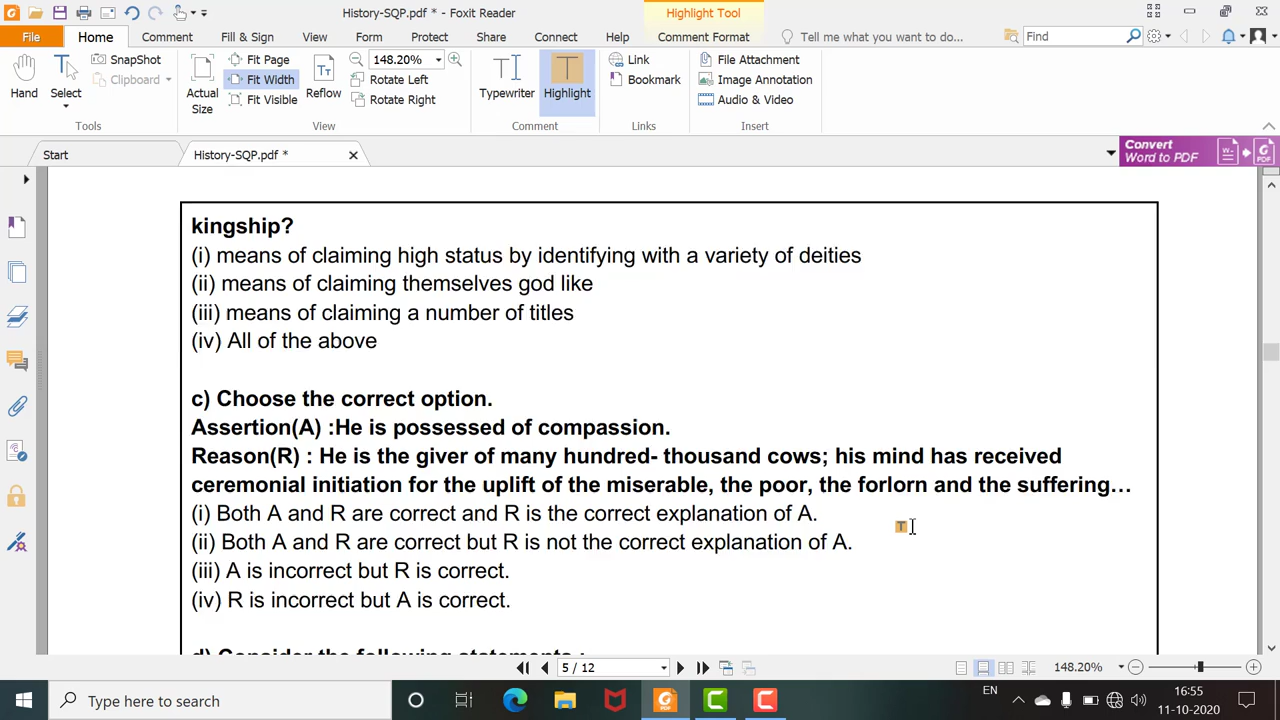 History-SQP.pdf * - Foxit Reader
Highlight Tool
File
Home
Comment
Fill & Sign
View
Form
Protect
Share
Connect
Help
Comment Format
Tell me what you want to do...
Find
Hand
Select
SnapShot
Clipboard
Tools
Actual
Size
Fit Page
Fit Width
Fit Visible
Reflow
148.20%
Rotate Left
Rotate Right
View
Typewriter
Highlight
Comment
Link
Bookmark
Links
File Attachment
Image Annotation
Audio & Video
Insert
Start
History-SQP.pdf *
Convert
Word to PDF
kingship?
(i) means of claiming high status by identifying with a variety of deities
(ii) means of claiming themselves god like
(iii) means of claiming a number of titles
(iv) All of the above
c) Choose the correct option.
Assertion(A) :He is possessed of compassion.
Reason(R) : He is the giver of many hundred- thousand cows; his mind has received
ceremonial initiation for the uplift of the miserable, the poor, the forlorn and the suffering…
(i) Both A and R are correct and R is the correct explanation of A.
(ii) Both A and R are correct but R is not the correct explanation of A.
(iii) A is incorrect but R is correct.
(iv) R is incorrect but A is correct.
d) Consider the following statements :
5 / 12
148.20%
Type here to search
EN
16:55
11-10-2020